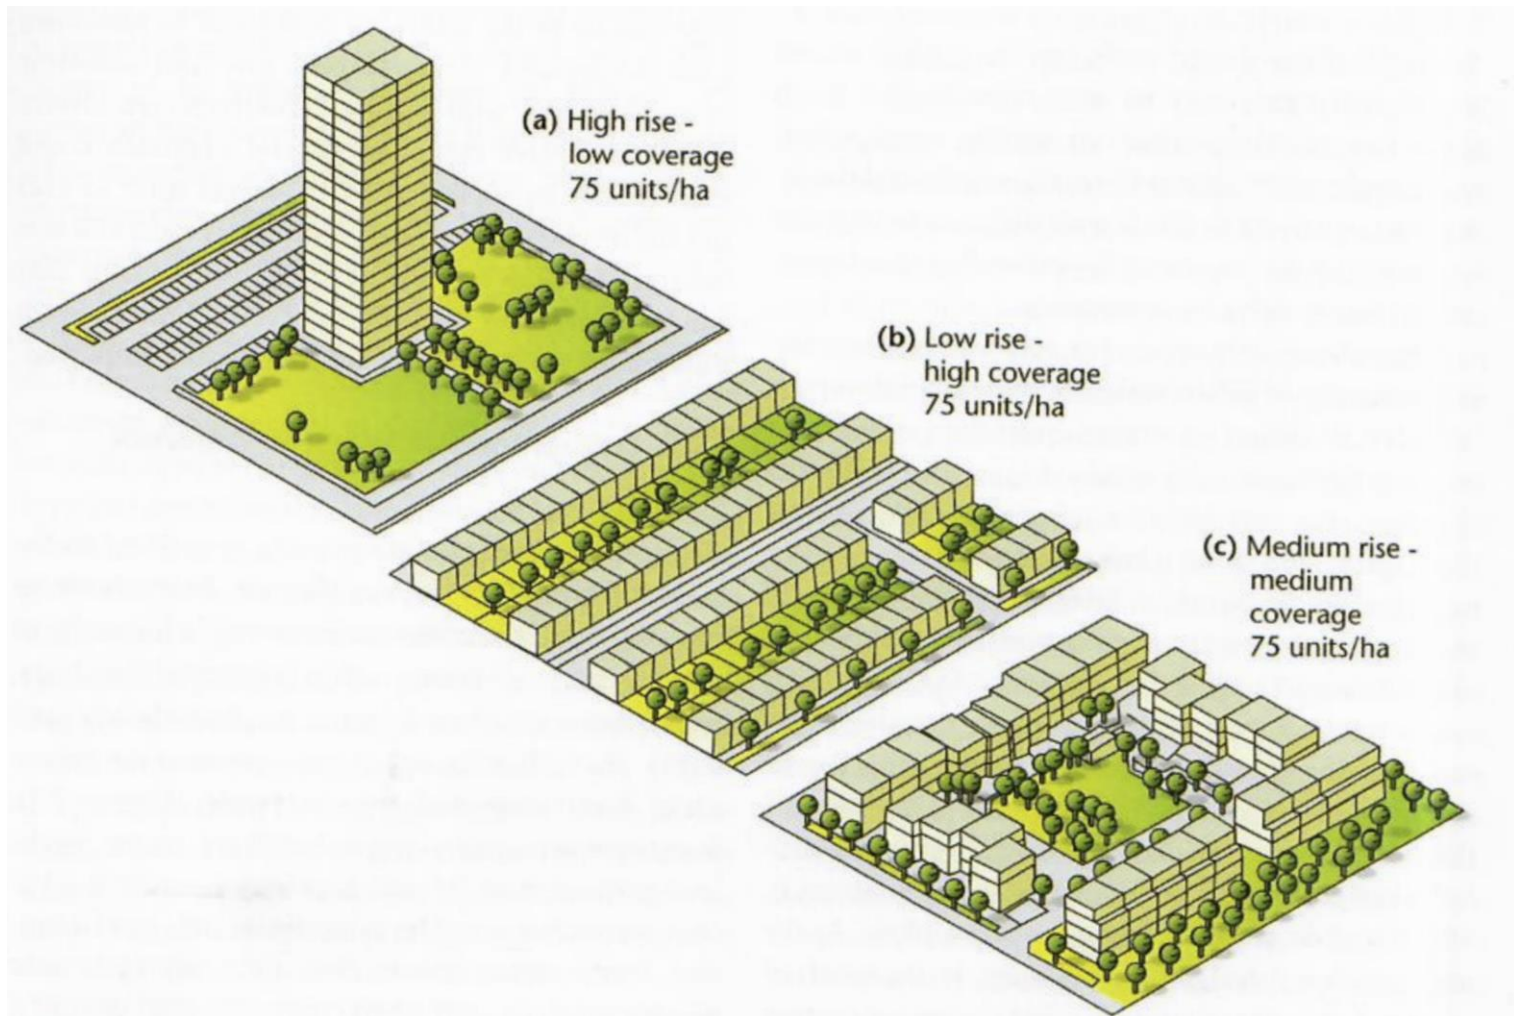 (a) High rise -
low coverage
75 units/ha
(b) Low rise -
high coverage
75 units/ha
(c) Medium rise -
medium
coverage
75 units/ha